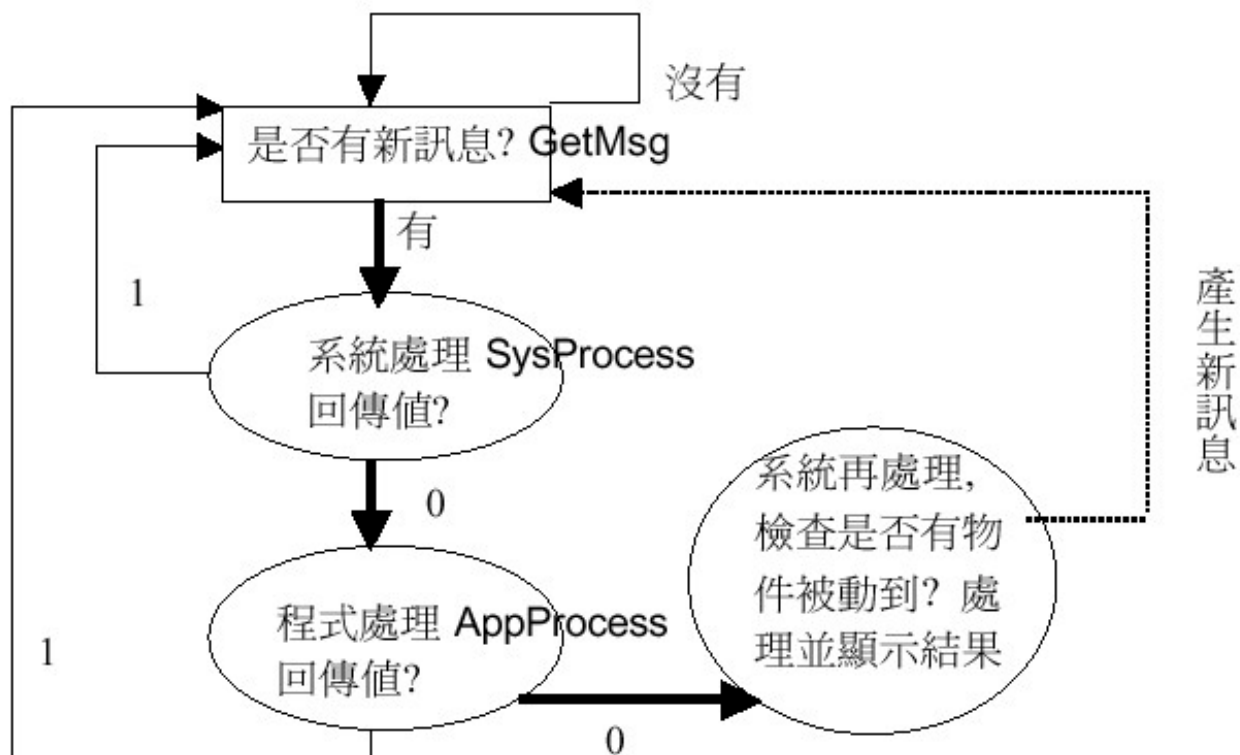 沒有
是否有新訊息? GetMsg
有
1
系統處理 SysProcess
回傳值?
0
產生新訊息
系統再處理,
檢查是否有物
件被動到? 處
理並顯示結果
程式處理 AppProcess
回傳值?
1
0